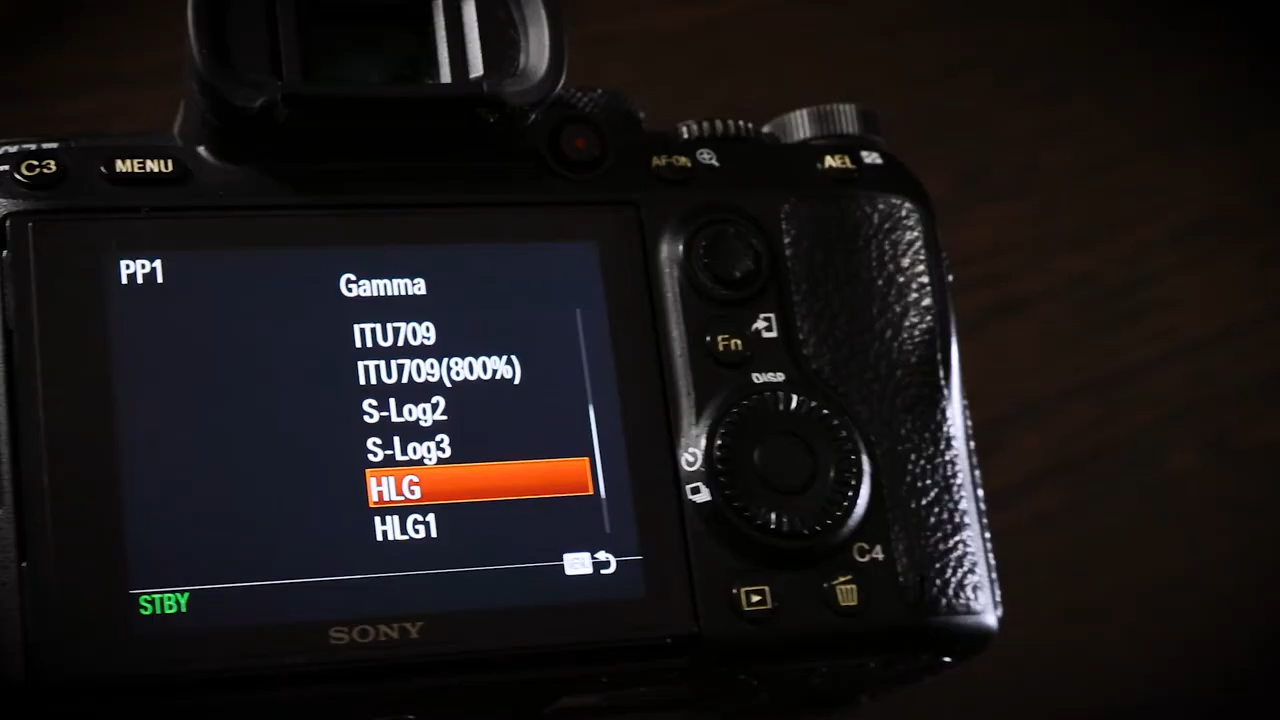 C3
MENU
AF-ON
AEL
PP1
Gamma
ITU709
ITU709(800%)
S-Log2
S-Log3
HLG
HLG1
MENU
STBY
Fn
DISP
C4
SONY